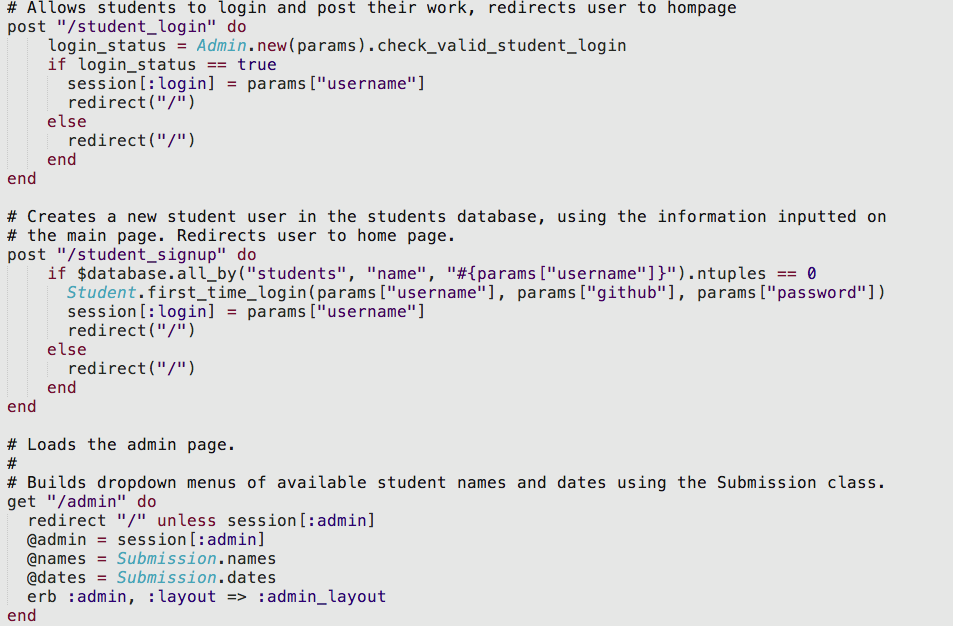 # Allows students to login and post their work, redirects user to hompage
post "/student_login" do
    login_status = Admin.new(params).check_valid_student_login
    if login_status == true
      session[:login] = params["username"]
      redirect("/")
    else
      redirect("/")
    end
end

# Creates a new student user in the students database, using the information inputted on
# the main page. Redirects user to home page.
post "/student_signup" do
    if $database.all_by("students", "name", "#{params["username"]}").ntuples == 0
      Student.first_time_login(params["username"], params["github"], params["password"])
      session[:login] = params["username"]
      redirect("/")
    else
      redirect("/")
    end
end

# Loads the admin page.
#
# Builds dropdown menus of available student names and dates using the Submission class.
get "/admin" do
  redirect "/" unless session[:admin]
  @admin = session[:admin]
  @names = Submission.names
  @dates = Submission.dates
  erb :admin, :layout => :admin_layout
end